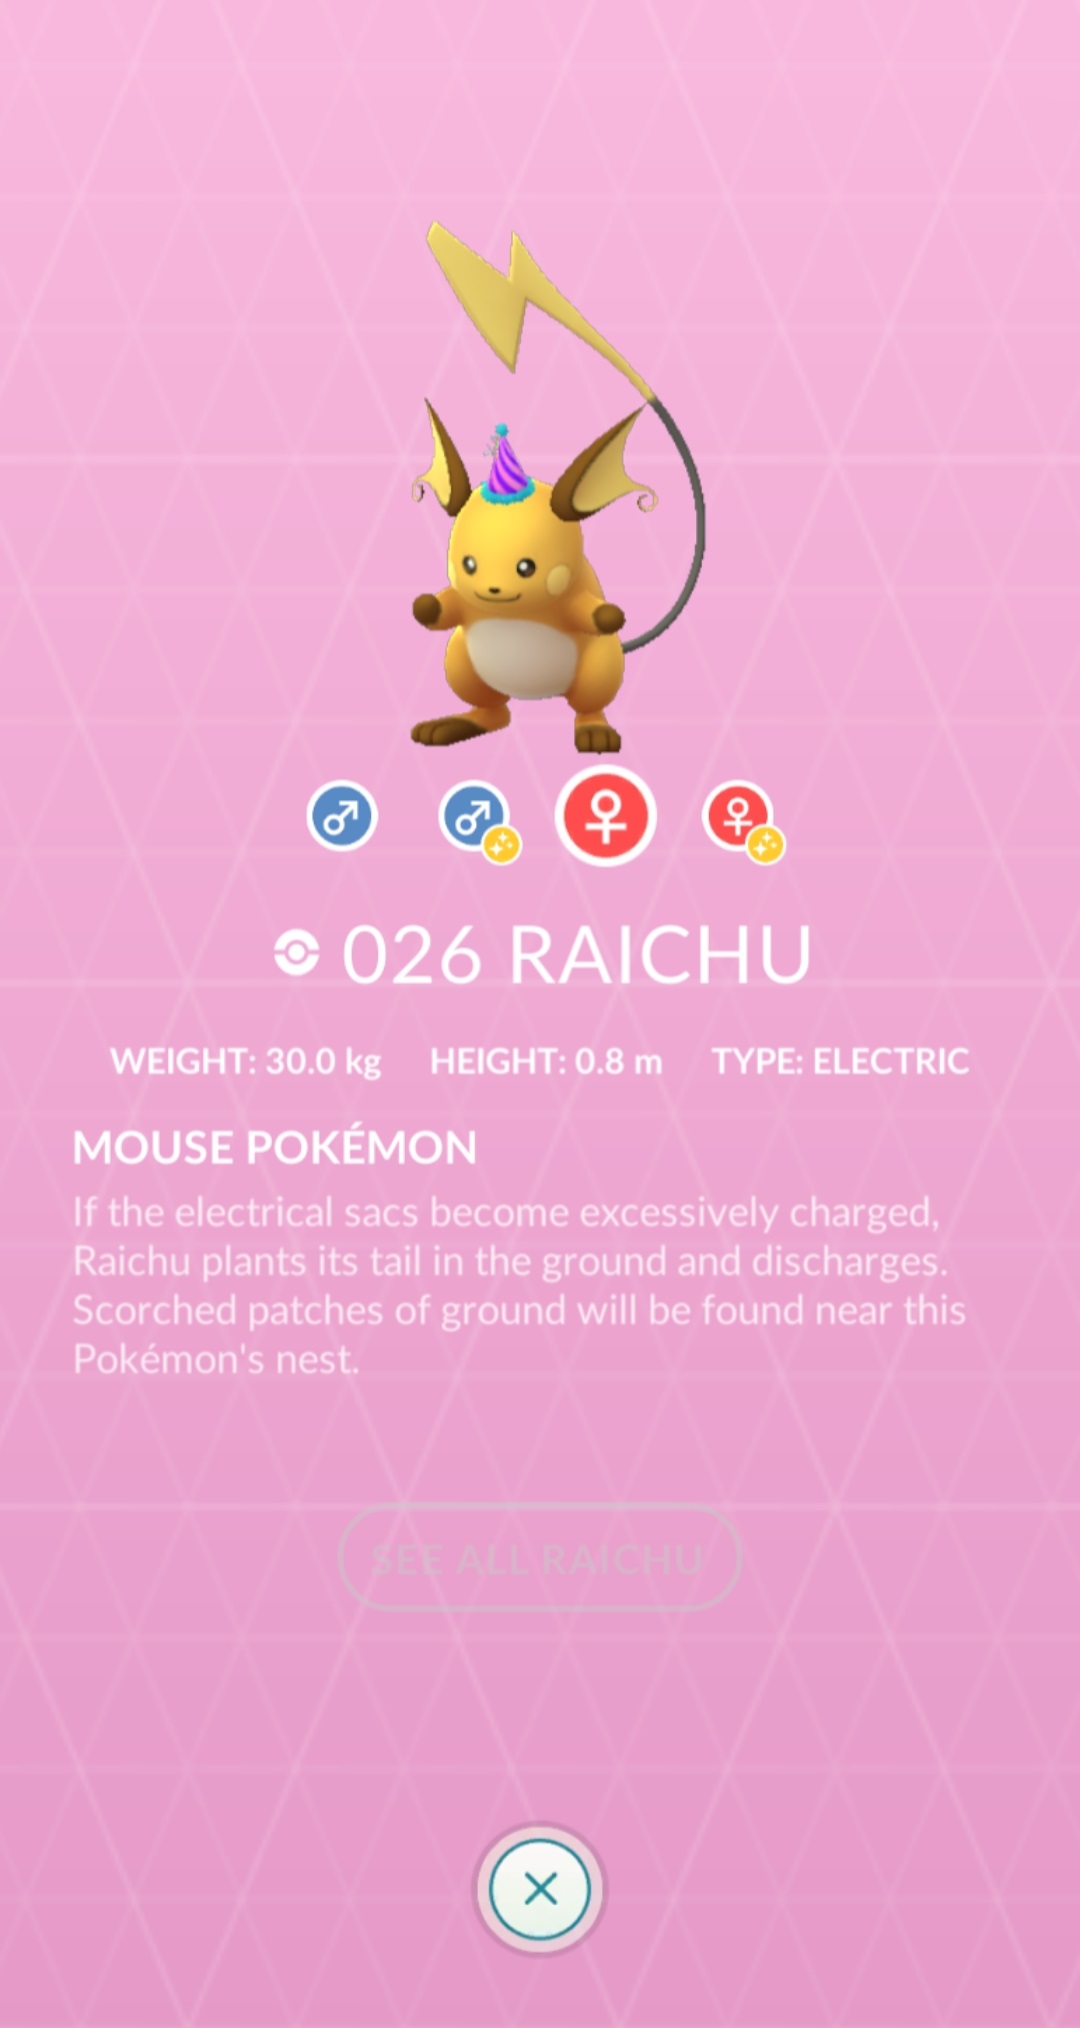 026 RAICHU
WEIGHT: 30.0 kg HEIGHT: 0.8 m TYPE: ELECTRIC
MOUSE POKÉMON
If the electrical sacs become excessively charged,
Raichu plants its tail in the ground and discharges.
Scorched patches of ground will be found near this
Pokémon's nest.
SEE ALL RAICHU